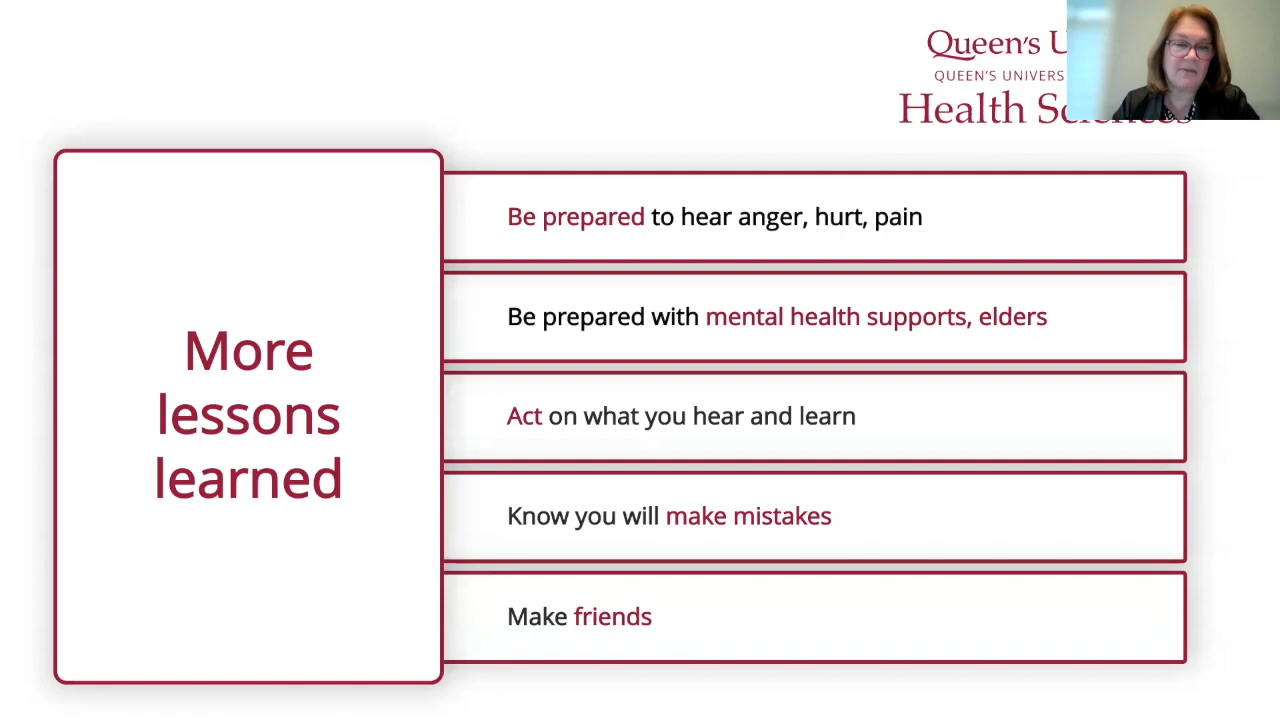 Queen's U
QUEEN'S UNIVERS
Health Sciences
More
lessons
learned
Be prepared to hear anger, hurt, pain
Be prepared with mental health supports, elders
Act on what you hear and learn
Know you will make mistakes
Make friends